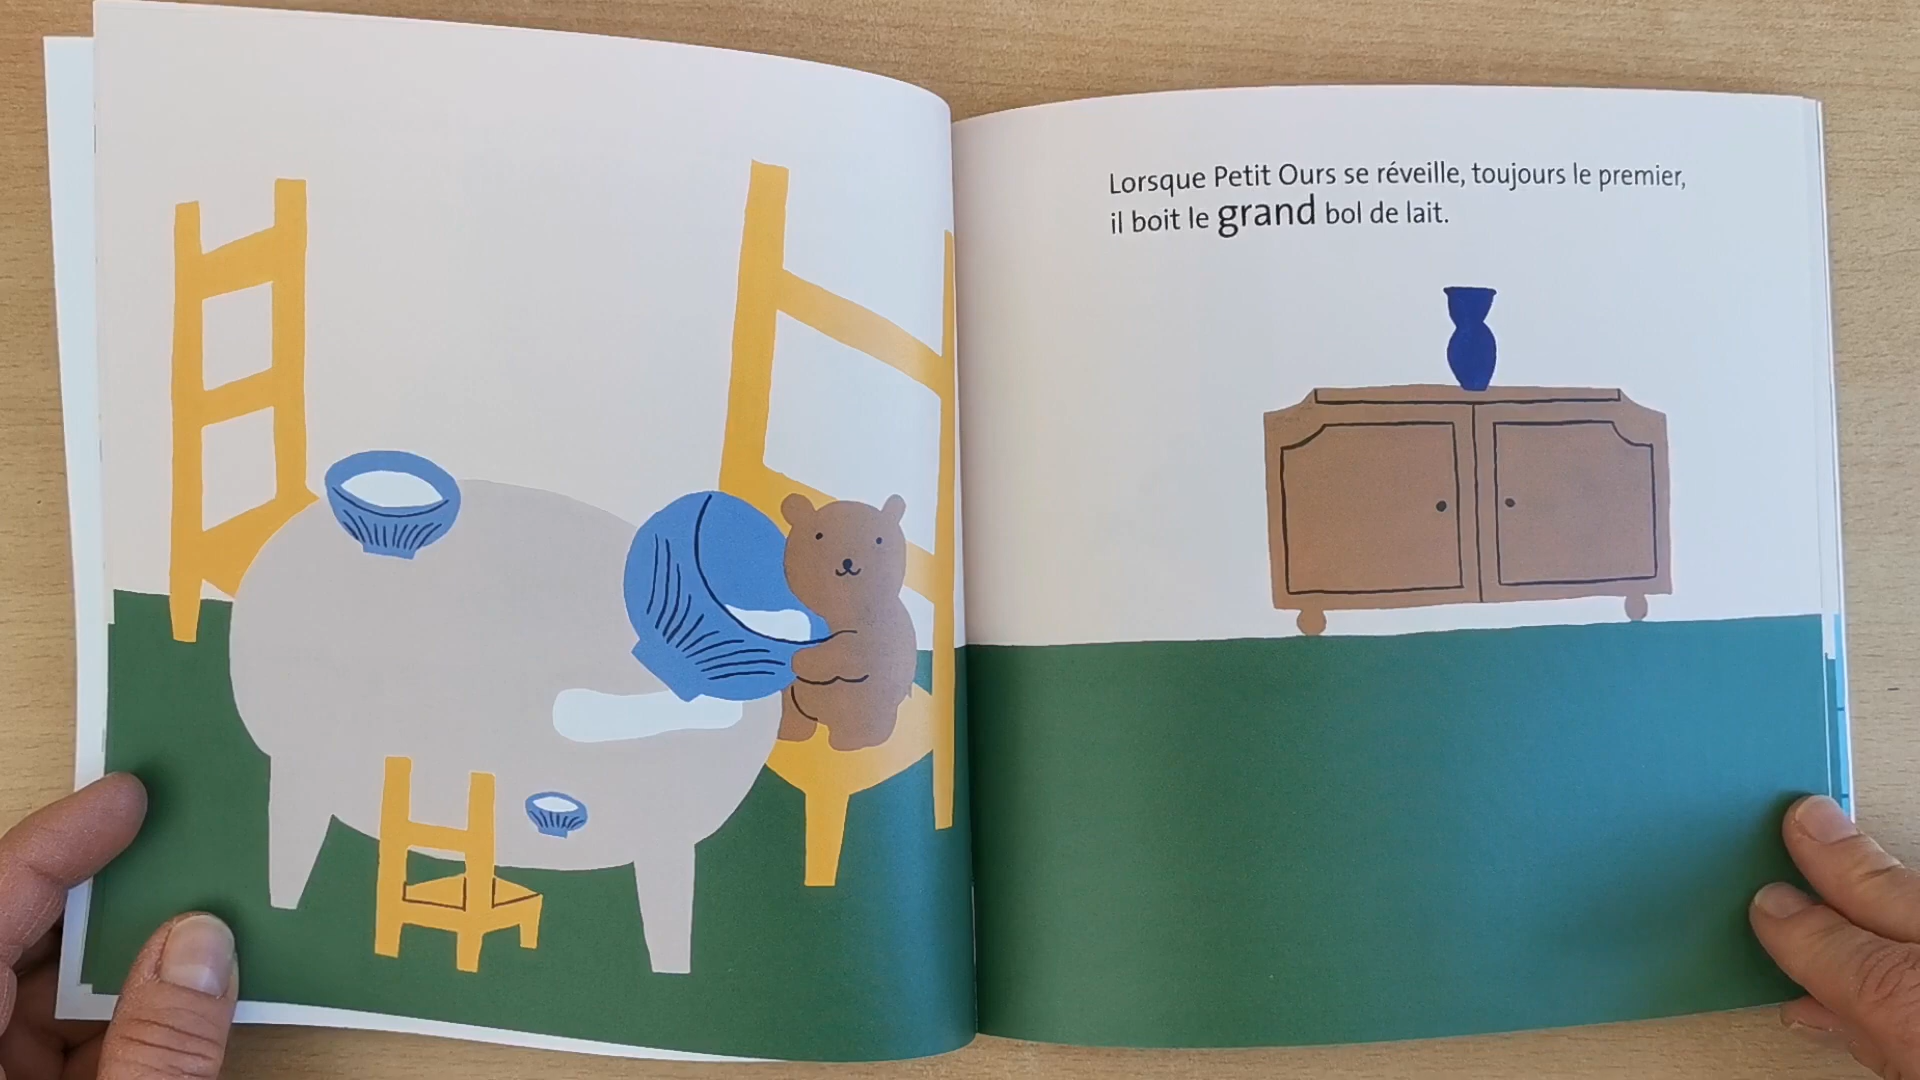 Lorsque Petit Ours se réveille, toujours le premier,
il boit le grand bol de lait.